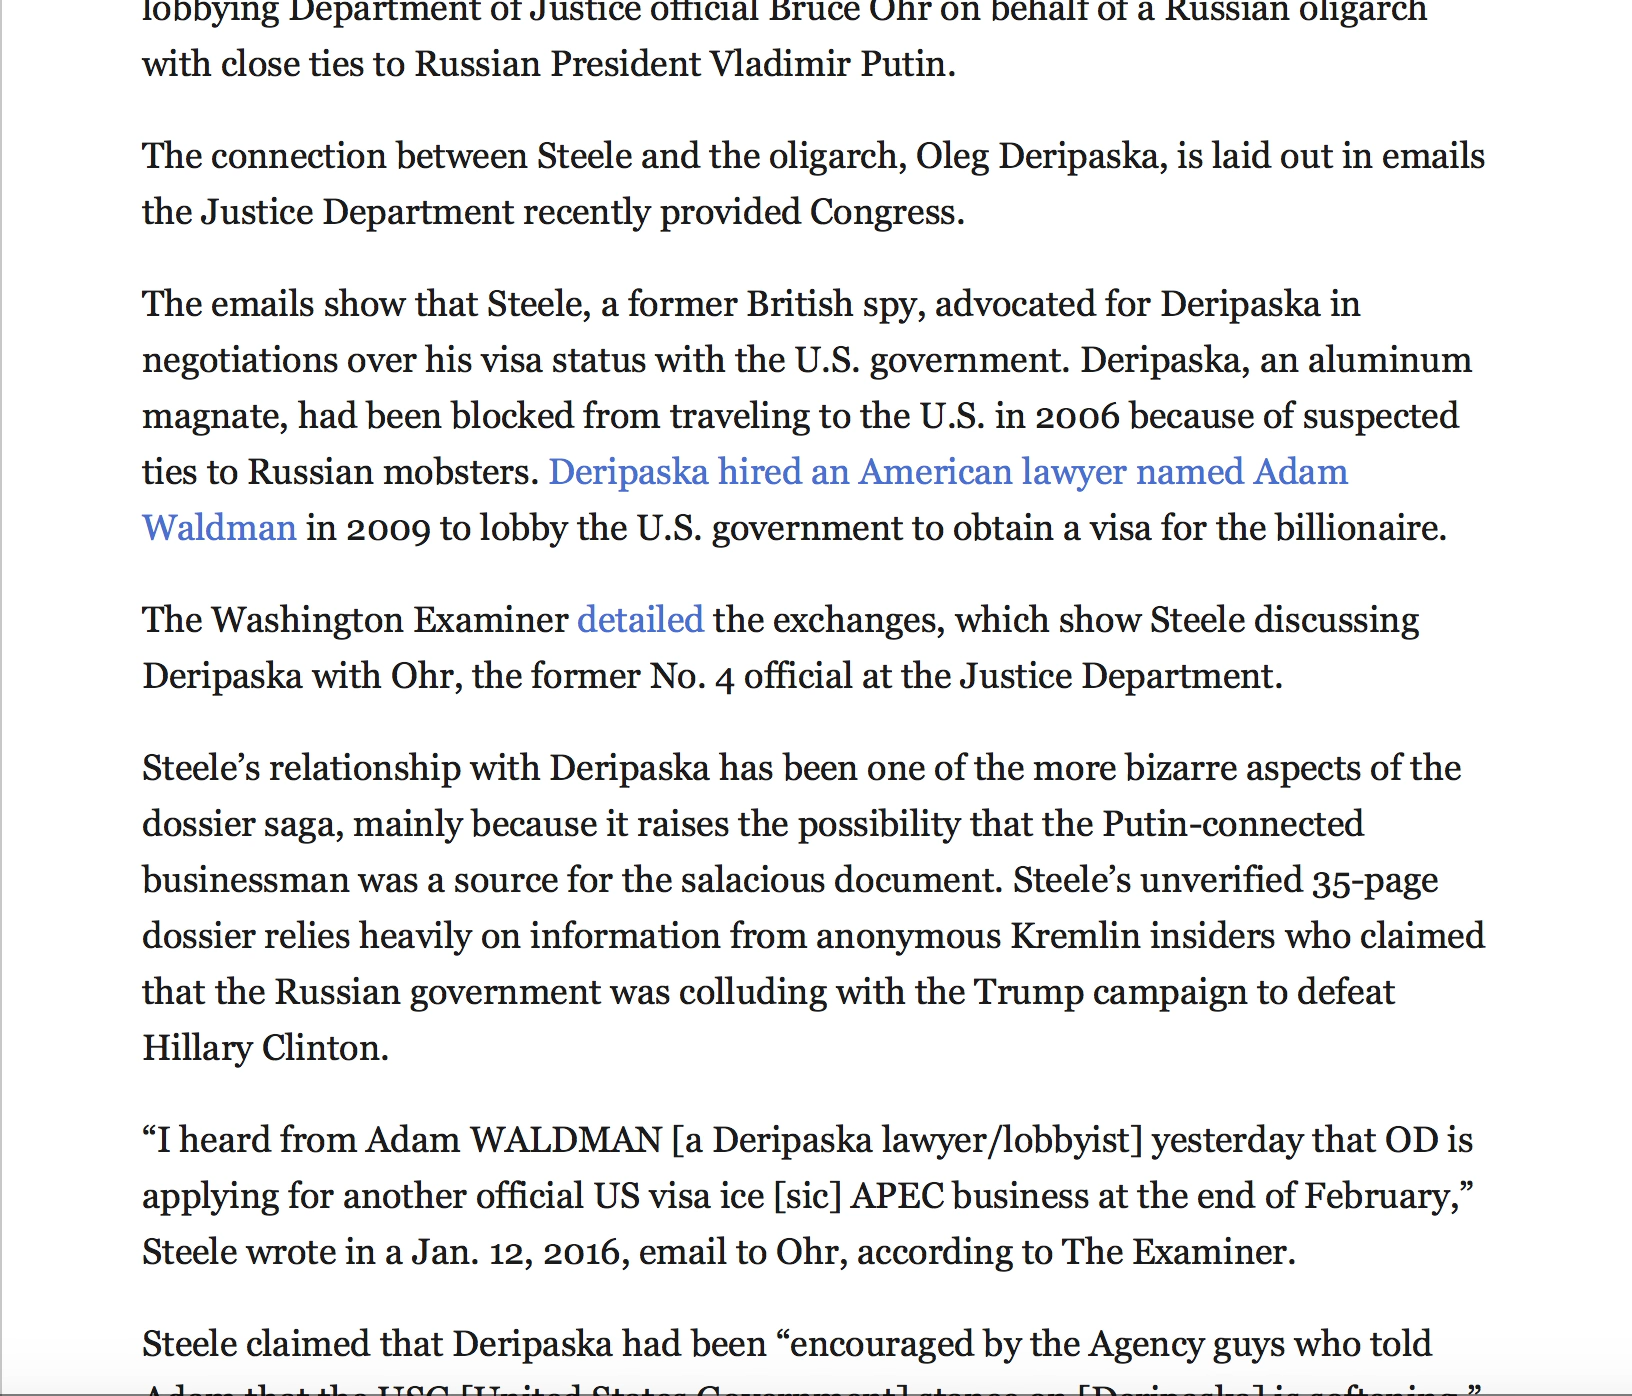 lobbying Department of Justice official Bruce Ohr on behalf of a Russian oligarch
with close ties to Russian President Vladimir Putin.
The connection between Steele and the oligarch, Oleg Deripaska, is laid out in emails
the Justice Department recently provided Congress.
The emails show that Steele, a former British spy, advocated for Deripaska in
negotiations over his visa status with the U.S. government. Deripaska, an aluminum
magnate, had been blocked from traveling to the U.S. in 2006 because of suspected
ties to Russian mobsters. Deripaska hired an American lawyer named Adam
Waldman in 2009 to lobby the U.S. government to obtain a visa for the billionaire.
The Washington Examiner detailed the exchanges, which show Steele discussing
Deripaska with Ohr, the former No. 4 official at the Justice Department.
Steele’s relationship with Deripaska has been one of the more bizarre aspects of the
dossier saga, mainly because it raises the possibility that the Putin-connected
businessman was a source for the salacious document. Steele’s unverified 35-page
dossier relies heavily on information from anonymous Kremlin insiders who claimed
that the Russian government was colluding with the Trump campaign to defeat
Hillary Clinton.
“I heard from Adam WALDMAN [a Deripaska lawyer/lobbyist] yesterday that OD is
applying for another official US visa ice [sic] APEC business at the end of February,”
Steele wrote in a Jan. 12, 2016, email to Ohr, according to The Examiner.
Steele claimed that Deripaska had been “encouraged by the Agency guys who told
Adam that the USG [United States Government] stance on [Deripaska] is softening.”